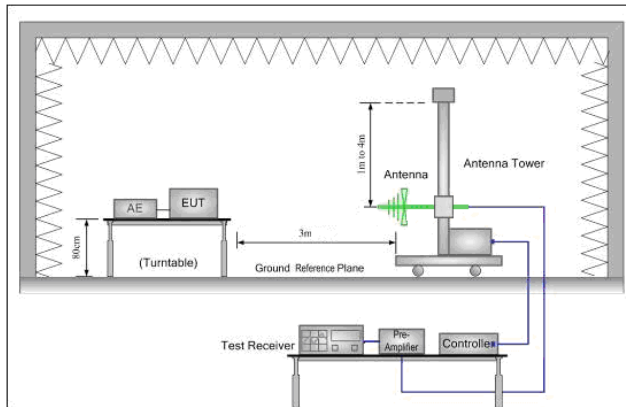 1m to 4m
Antenna
Antenna Tower
AE
EUT
80cm
(Turntable)
3m
Ground Reference Plane
Test Receiver
Pre-
Amplifier
Controller